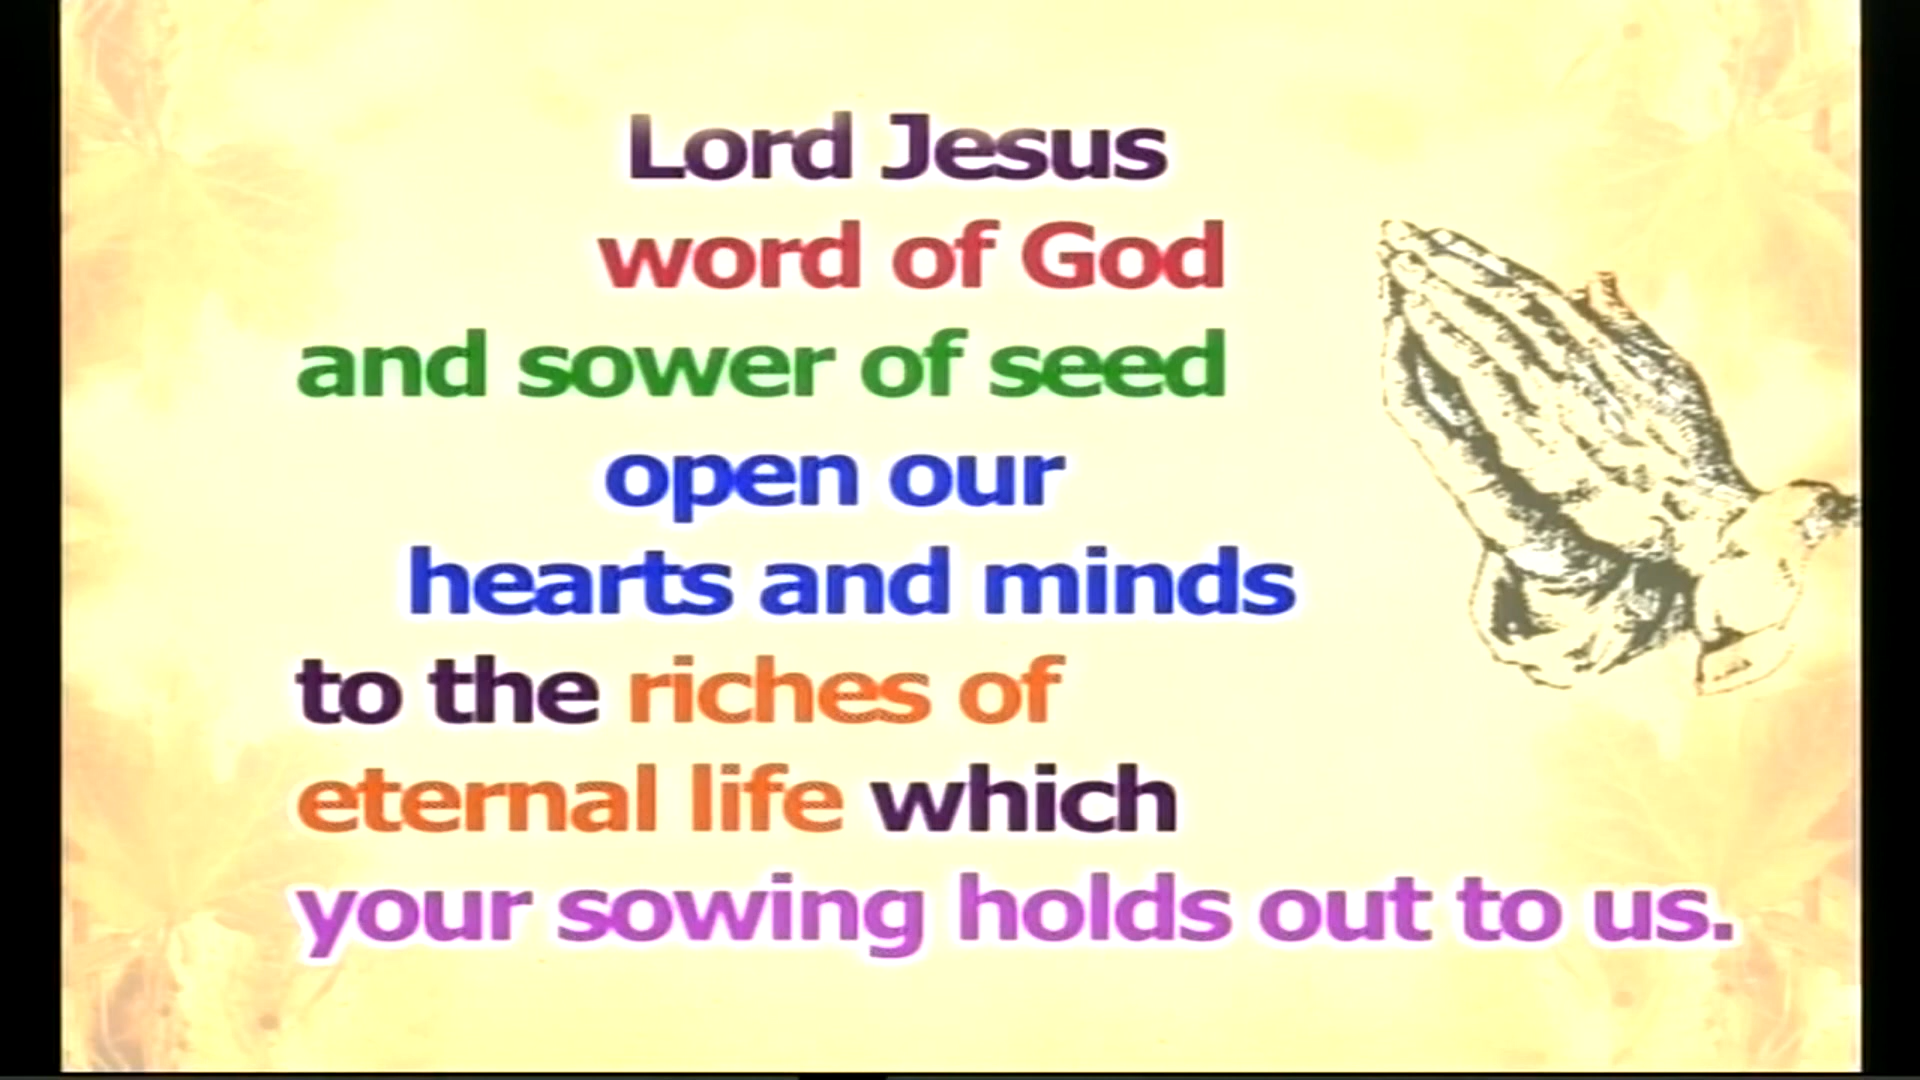 Lord Jesus
word of God
and sower of seed
open our
hearts and minds
to the riches of
eternal life which
your sowing holds out to us.